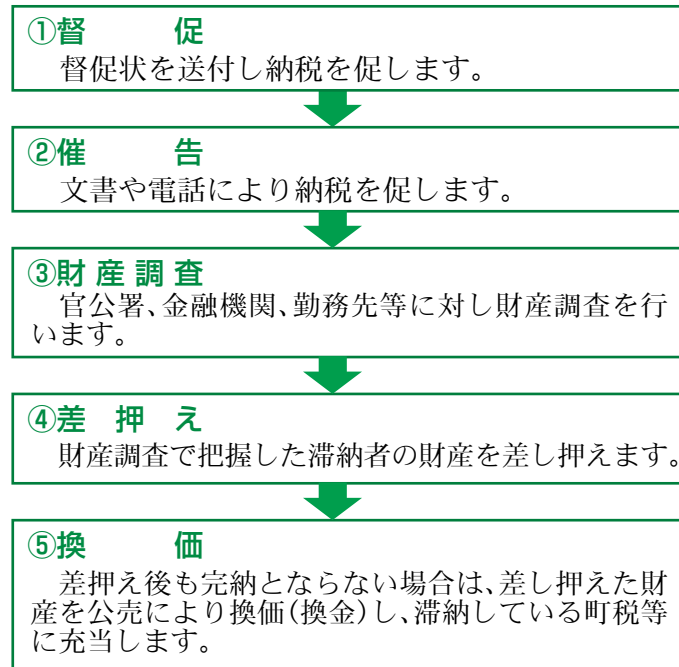 ①督　　促
督促状を送付し納税を促します。
②催　　告
文書や電話により納税を促します。
③財産調査
官公署、金融機関、勤務先等に対し財産調査を行
います。
④差　押　え
財産調査で把握した滞納者の財産を差し押えます。
⑤換　　価
差押え後も完納とならない場合は、差し押えた財
産を公売により換価(換金)し、滞納している町税等
に充当します。